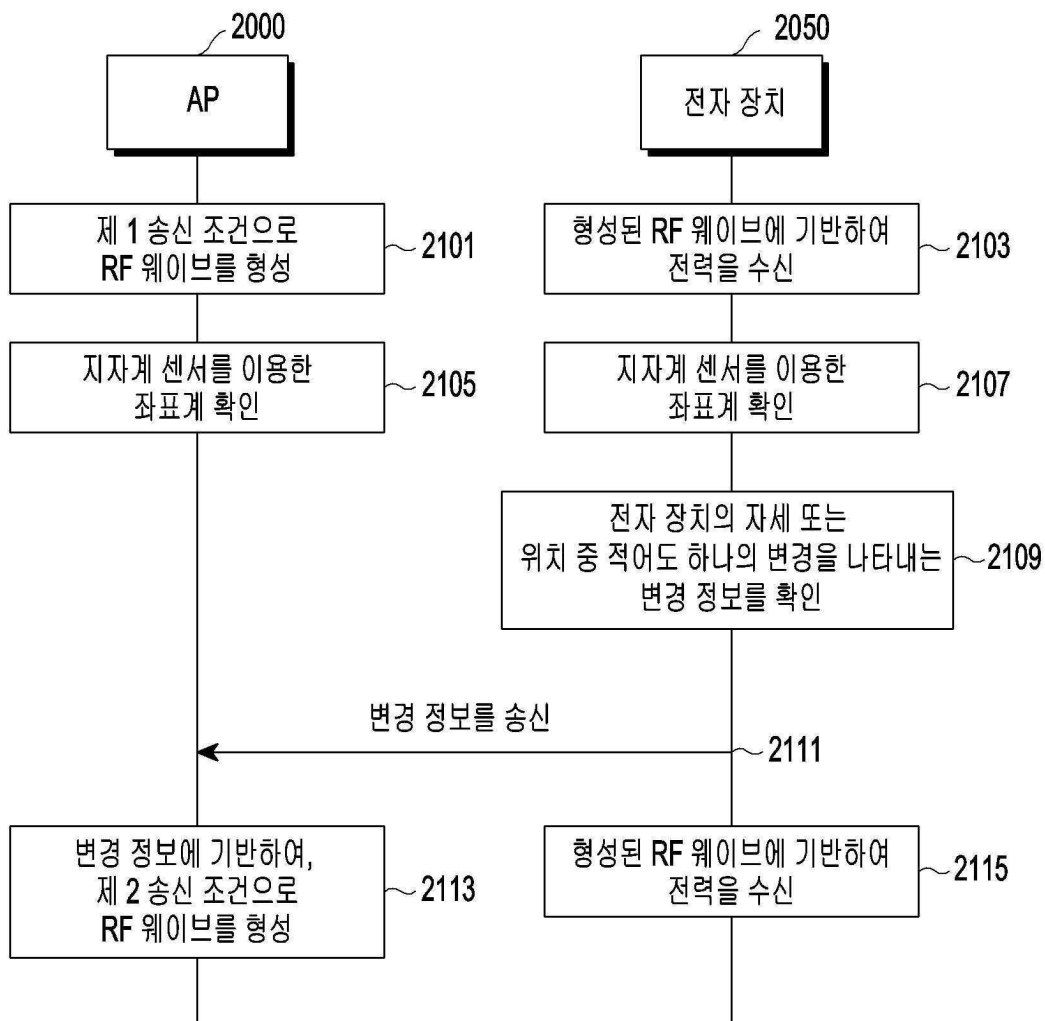 2000
2050
AP
전자 장치
제 1 송신 조건으로
RF 웨이브를 형성
2101
형성된 RF 웨이브에 기반하여
전력을 수신
2103
지자계 센서를 이용한
좌표계 확인
2105
지자계 센서를 이용한
좌표계 확인
2107
전자 장치의 자세 또는
위치 중 적어도 하나의 변경을 나타내는
변경 정보를 확인
2109
변경 정보를 송신
2111
변경 정보에 기반하여,
제 2 송신 조건으로
RF 웨이브를 형성
2113
형성된 RF 웨이브에 기반하여
전력을 수신
2115